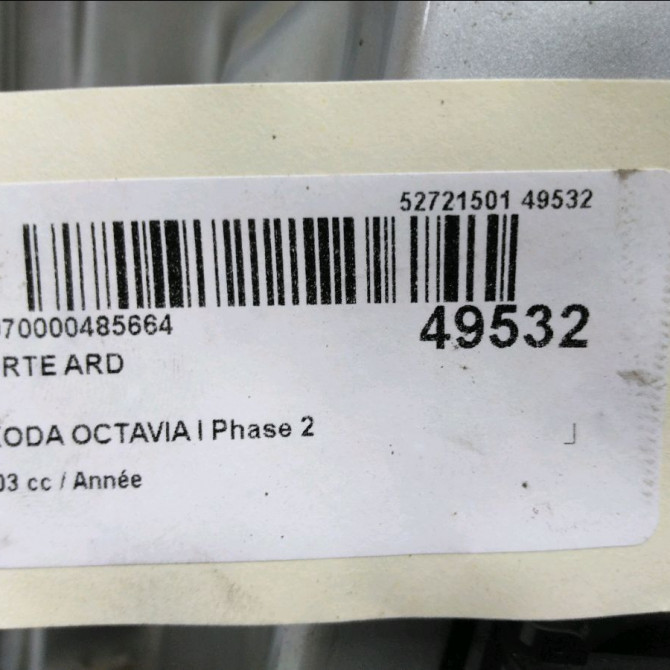 52721501 49532
70000485664
49532
RTE ARD
ODA OCTAVIA I Phase 2
03 cc / Année